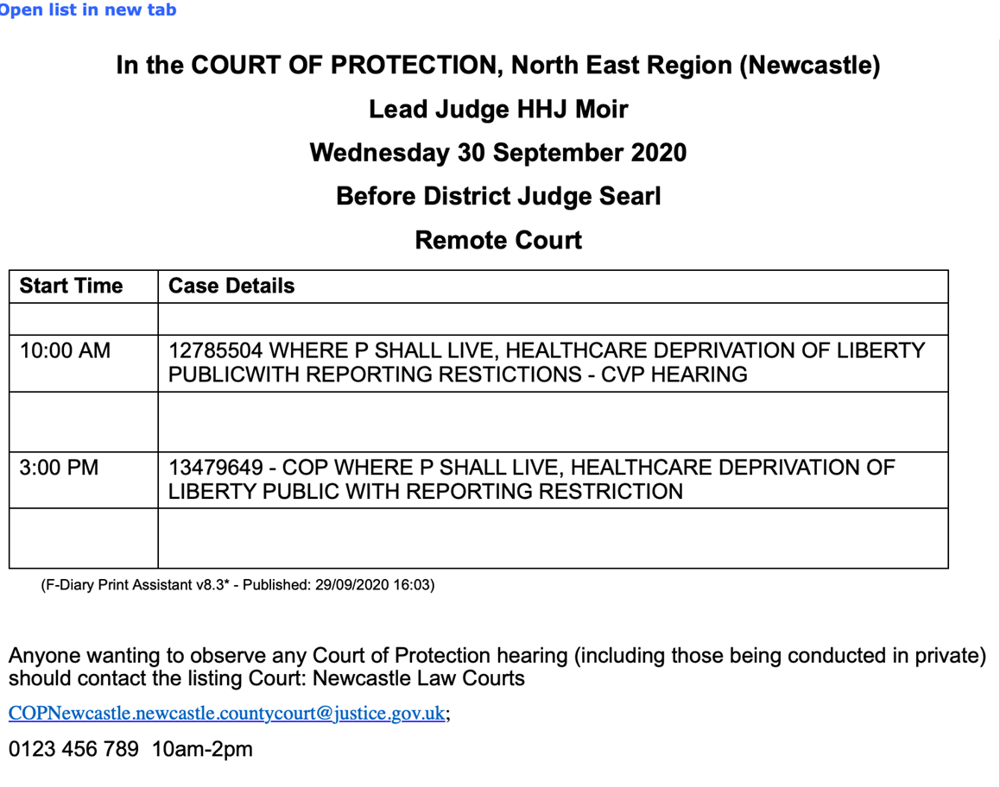 Open list in new tab
In the COURT OF PROTECTION, North East Region (Newcastle)
Lead Judge HHJ Moir
Wednesday 30 September 2020
Before District Judge Searl
Remote Court
Start Time Case Details
10:00 AM 12785504 WHERE P SHALL LIVE, HEALTHCARE DEPRIVATION OF LIBERTY
PUBLICWITH REPORTING RESTICTIONS - CVP HEARING
3:00 PM 13479649 - COP WHERE P SHALL LIVE, HEALTHCARE DEPRIVATION OF
LIBERTY PUBLIC WITH REPORTING RESTRICTION
(F-Diary Print Assistant v8.3* - Published: 29/09/2020 16:03)
Anyone wanting to observe any Court of Protection hearing (including those being conducted in private)
should contact the listing Court: Newcastle Law Courts
COPNewcastle.newcastle.countycourt@justice.gov.uk;
0123 456 789 10am-2pm